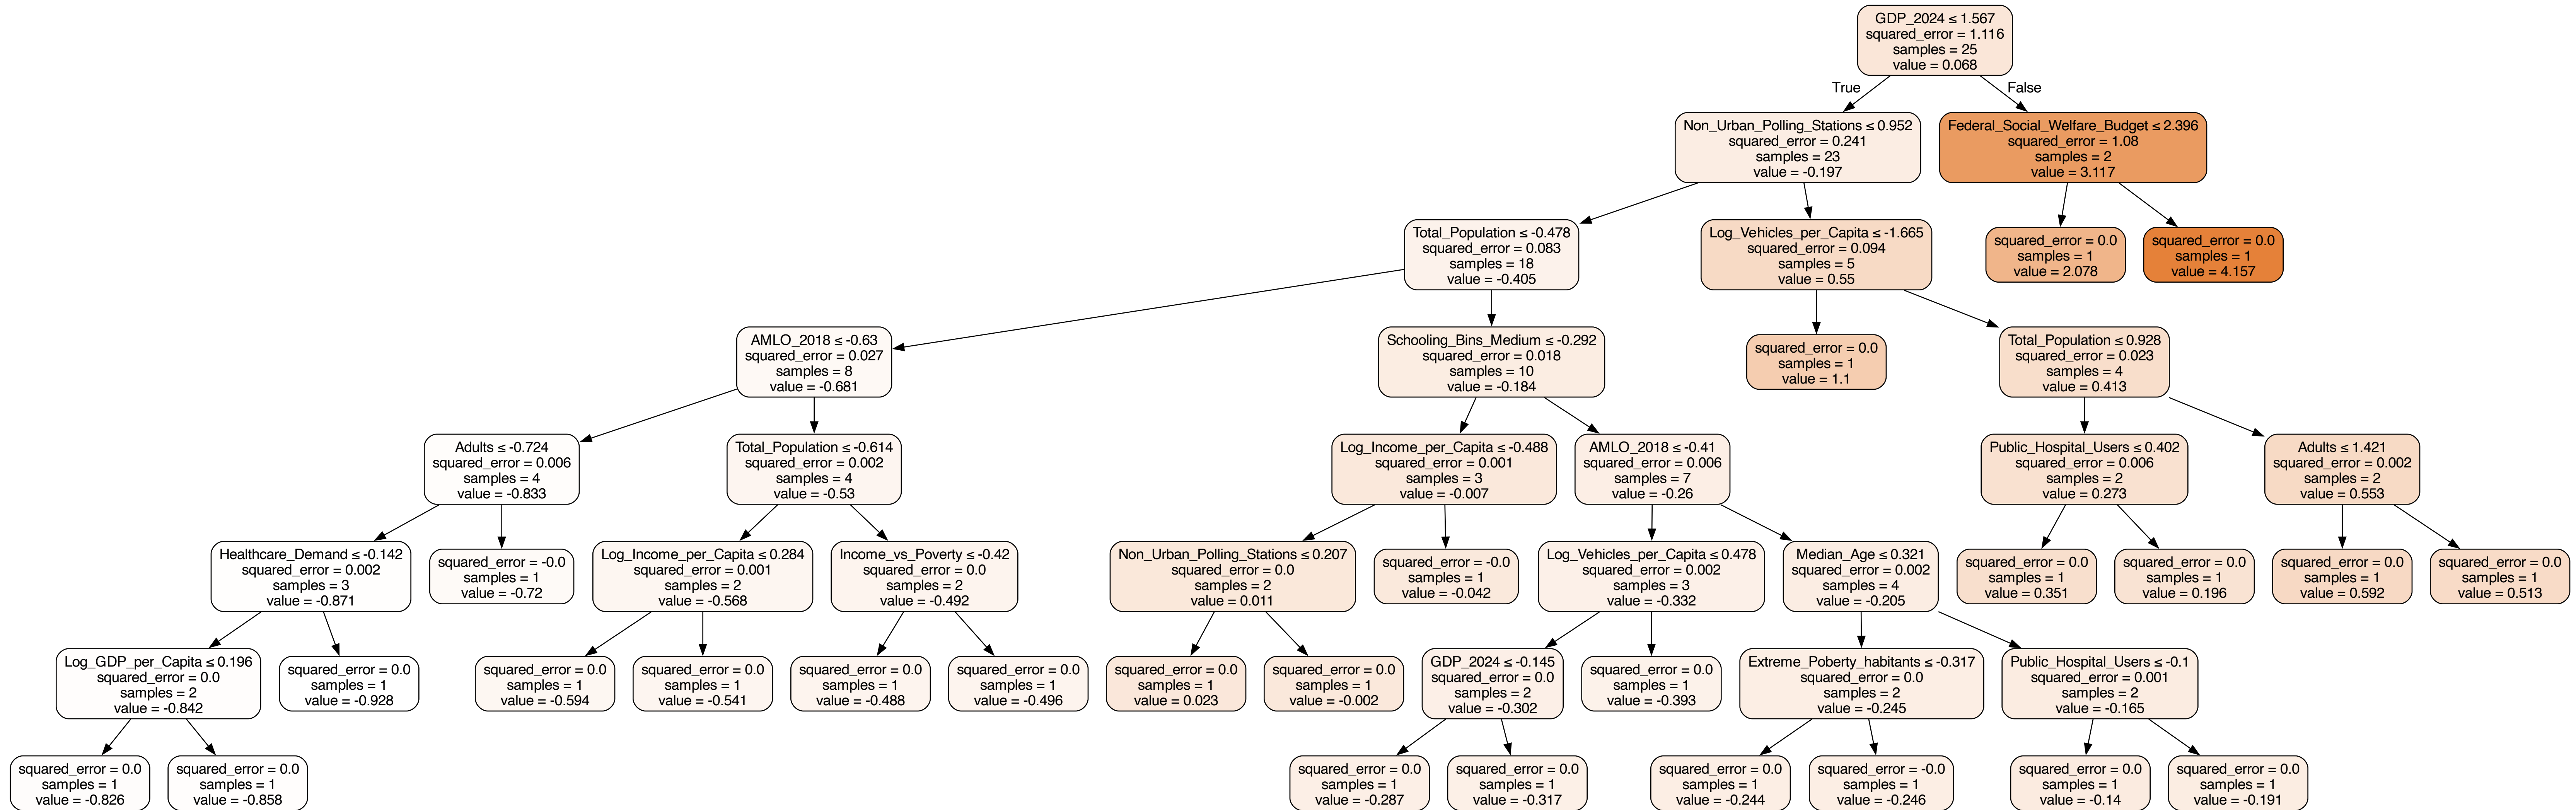 GDP_2024 ≤ 1.567
squared_error = 1.116
samples = 25
value = 0.068
True
False
Non_Urban_Polling_Stations ≤ 0.952
squared_error = 0.241
samples = 23
value = -0.197
Federal_Social_Welfare_Budget ≤ 2.396
squared_error = 1.08
samples = 2
value = 3.117
Total_Population ≤ -0.478
squared_error = 0.083
samples = 18
value = -0.405
Log_Vehicles_per_Capita ≤ -1.665
squared_error = 0.094
samples = 5
value = 0.55
squared_error = 0.0
samples = 1
value = 2.078
squared_error = 0.0
samples = 1
value = 4.157
AMLO_2018 ≤ -0.63
squared_error = 0.027
samples = 8
value = -0.681
Schooling_Bins_Medium ≤ -0.292
squared_error = 0.018
samples = 10
value = -0.184
squared_error = 0.0
samples = 1
value = 1.1
Total_Population ≤ 0.928
squared_error = 0.023
samples = 4
value = 0.413
Adults ≤ -0.724
squared_error = 0.006
samples = 4
value = -0.833
Total_Population ≤ -0.614
squared_error = 0.002
samples = 4
value = -0.53
Log_Income_per_Capita ≤ -0.488
squared_error = 0.001
samples = 3
value = -0.007
AMLO_2018 ≤ -0.41
squared_error = 0.006
samples = 7
value = -0.26
Public_Hospital_Users ≤ 0.402
squared_error = 0.006
samples = 2
value = 0.273
Adults ≤ 1.421
squared_error = 0.002
samples = 2
value = 0.553
Healthcare_Demand ≤ -0.142
squared_error = 0.002
samples = 3
value = -0.871
squared_error = -0.0
samples = 1
value = -0.72
Log_Income_per_Capita ≤ 0.284
squared_error = 0.001
samples = 2
value = -0.568
Income_vs_Poverty ≤ -0.42
squared_error = 0.0
samples = 2
value = -0.492
Non_Urban_Polling_Stations ≤ 0.207
squared_error = 0.0
samples = 2
value = 0.011
squared_error = -0.0
samples = 1
value = -0.042
Log_Vehicles_per_Capita ≤ 0.478
squared_error = 0.002
samples = 3
value = -0.332
Median_Age ≤ 0.321
squared_error = 0.002
samples = 4
value = -0.205
squared_error = 0.0
samples = 1
value = 0.351
squared_error = 0.0
samples = 1
value = 0.196
squared_error = 0.0
samples = 1
value = 0.592
squared_error = 0.0
samples = 1
value = 0.513
Log_GDP_per_Capita ≤ 0.196
squared_error = 0.0
samples = 2
value = -0.842
squared_error = 0.0
samples = 1
value = -0.928
squared_error = 0.0
samples = 1
value = -0.594
squared_error = 0.0
samples = 1
value = -0.541
squared_error = 0.0
samples = 1
value = -0.488
squared_error = 0.0
samples = 1
value = -0.496
squared_error = 0.0
samples = 1
value = 0.023
squared_error = 0.0
samples = 1
value = -0.002
GDP_2024 ≤ -0.145
squared_error = 0.0
samples = 2
value = -0.302
squared_error = 0.0
samples = 1
value = -0.393
Extreme_Poberty_habitants ≤ -0.317
squared_error = 0.0
samples = 2
value = -0.245
Public_Hospital_Users ≤ -0.1
squared_error = 0.001
samples = 2
value = -0.165
squared_error = 0.0
samples = 1
value = -0.826
squared_error = 0.0
samples = 1
value = -0.858
squared_error = 0.0
samples = 1
value = -0.287
squared_error = 0.0
samples = 1
value = -0.317
squared_error = 0.0
samples = 1
value = -0.244
squared_error = -0.0
samples = 1
value = -0.246
squared_error = 0.0
samples = 1
value = -0.14
squared_error = 0.0
samples = 1
value = -0.191